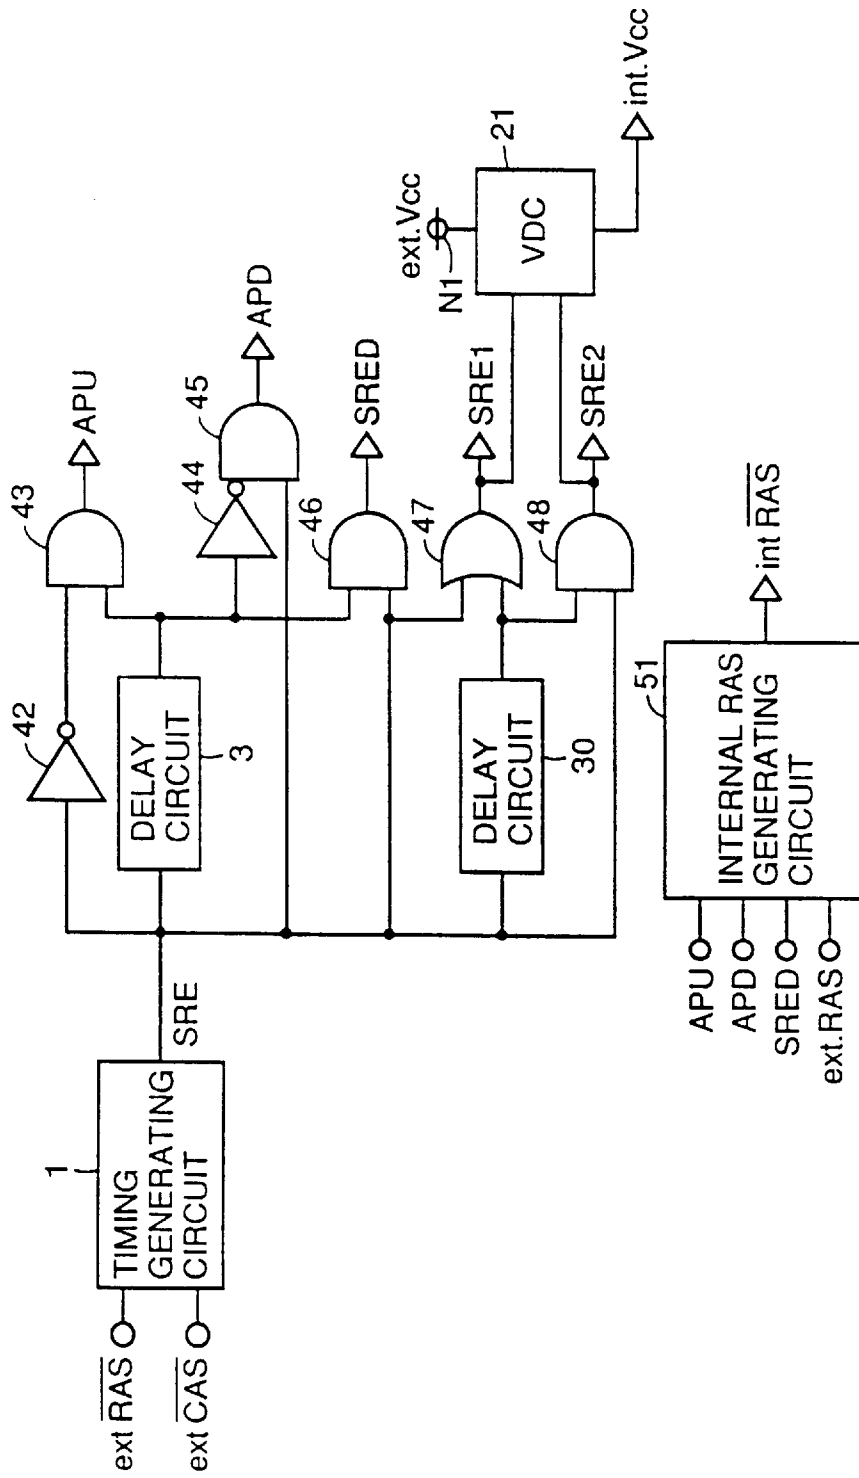 ext RAS
ext CAS
1
TIMING
GENERATING
CIRCUIT
SRE
42
43
APU
DELAY
CIRCUIT
3
44
45
APD
46
SRED
47
SRE1
DELAY
CIRCUIT
30
48
SRE2
ext.Vcc
N1
21
VDC
int.Vcc
APU
APD
SRED
ext.RAS
51
INTERNAL RAS
GENERATING
CIRCUIT
int RAS